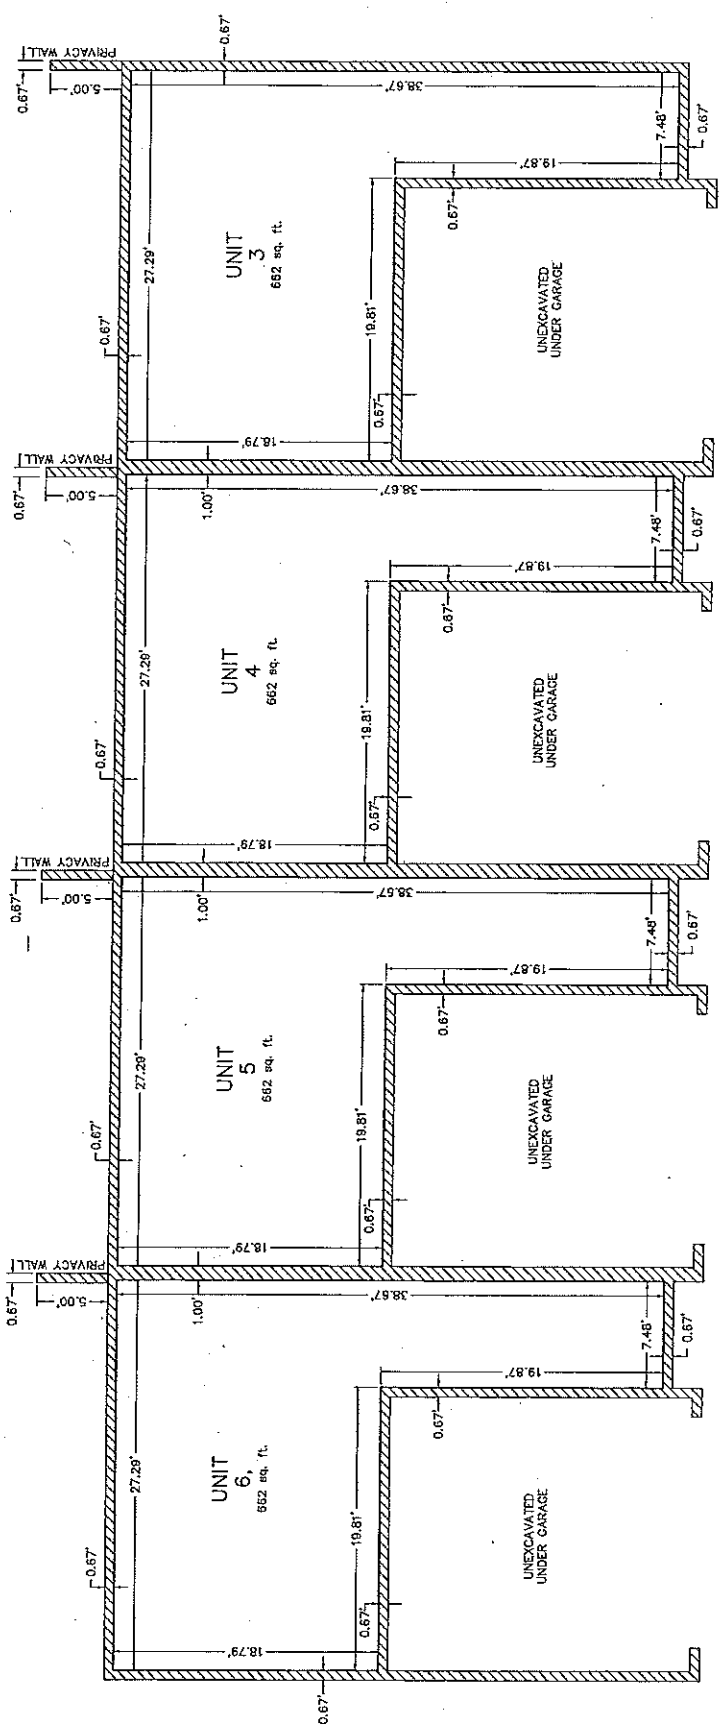 0.67'
PRIVACY WALL
5.00'
0.67'
38.67'
27.29'
0.67'
UNIT
3
662 sq. ft.
7.48'
0.67'
19.87'
0.67'
19.81'
0.67'
18.79'
UNEXCAVATED
UNDER GARAGE
0.67'
PRIVACY WALL
5.00'
1.00'
38.67'
27.29'
0.67'
UNIT
4
662 sq. ft.
7.48'
0.67'
19.87'
0.67'
19.81'
0.67'
18.79'
UNEXCAVATED
UNDER GARAGE
0.67'
PRIVACY WALL
5.00'
1.00'
38.67'
27.29'
0.67'
UNIT
5
662 sq. ft.
7.48'
0.67'
19.87'
0.67'
19.81'
0.67'
18.79'
UNEXCAVATED
UNDER GARAGE
0.67'
PRIVACY WALL
5.00'
1.00'
38.67'
27.29'
0.67'
UNIT
6,
662 sq. ft.
7.48'
0.67'
19.87'
0.67'
19.81'
0.67'
18.79'
UNEXCAVATED
UNDER GARAGE
0.67'